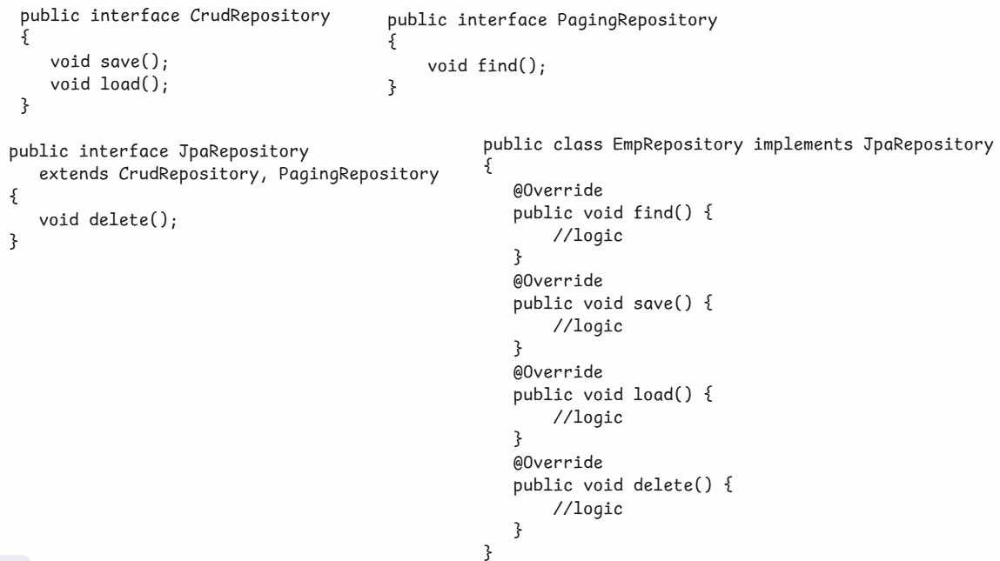 public interface CrudRepository
{
void save();
void load();
}
public interface PagingRepository
{
void find();
}
public interface JpaRepository
extends CrudRepository, PagingRepository
{
void delete();
}
public class EmpRepository implements JpaRepository
{
@Override
public void find() {
//logic
}
@Override
public void save() {
//logic
}
@Override
public void load() {
//logic
}
@Override
public void delete() {
//logic
}
}